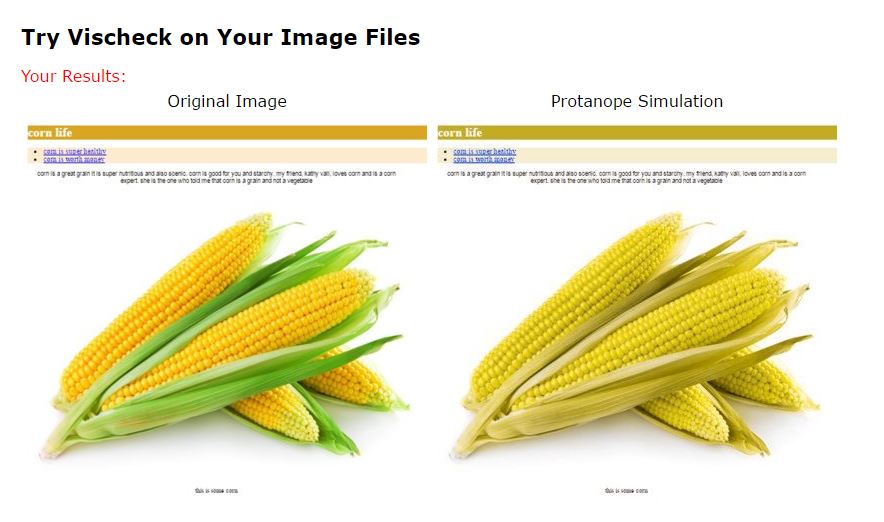 Try Vischeck on Your Image Files
Your Results:
Original Image
corn life
corn is super healthy
corn is worth money
corn is a great grain it is super nutritious and also scenic. corn is good for you and starchy. my friend, kathy vail, loves corn and is a corn
expert. she is the one who told me that corn is a grain and not a vegetable
this is some corn
Protanope Simulation
corn life
corn is super healthy
corn is worth money
corn is a great grain it is super nutritious and also scenic. corn is good for you and starchy. my friend, kathy vail, loves corn and is a corn
expert. she is the one who told me that corn is a grain and not a vegetable
this is some corn